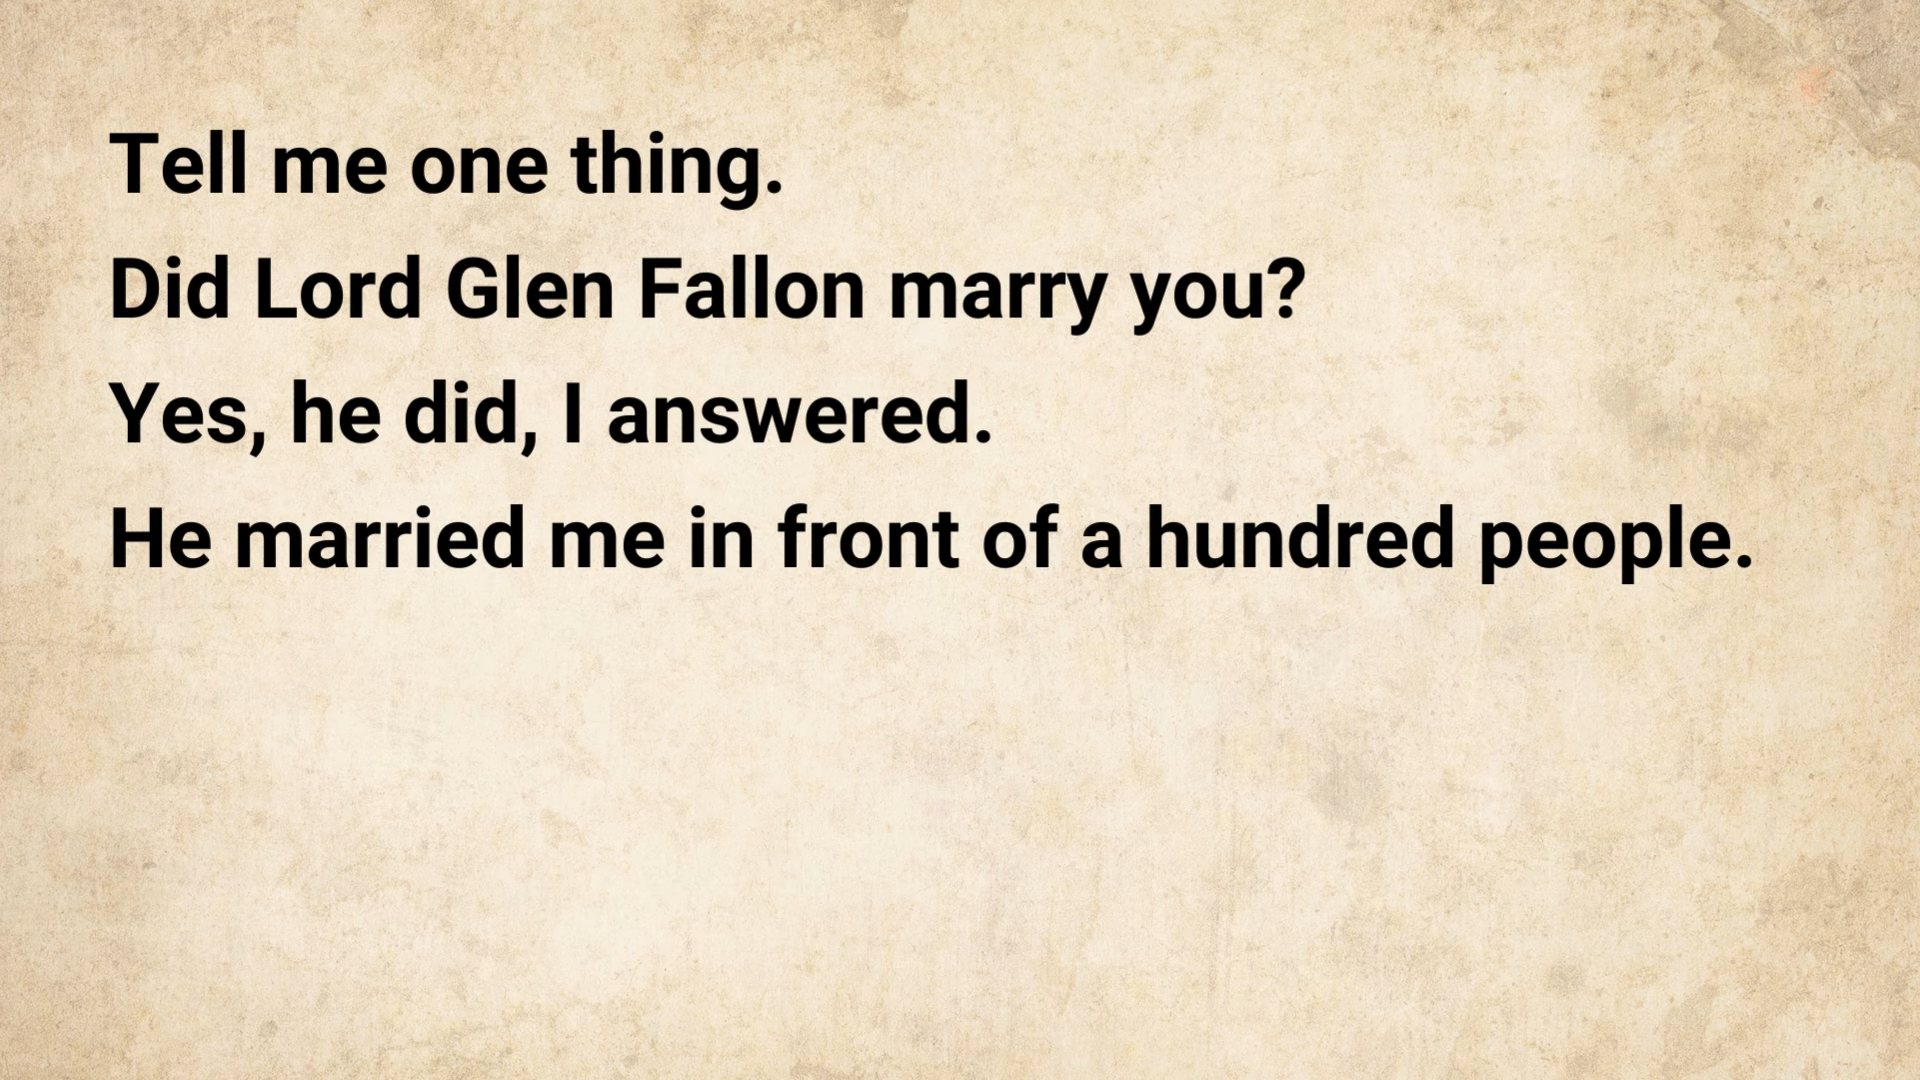 Tell me one thing.
Did Lord Glen Fallon marry you?
Yes, he did, I answered.
He married me in front of a hundred people.